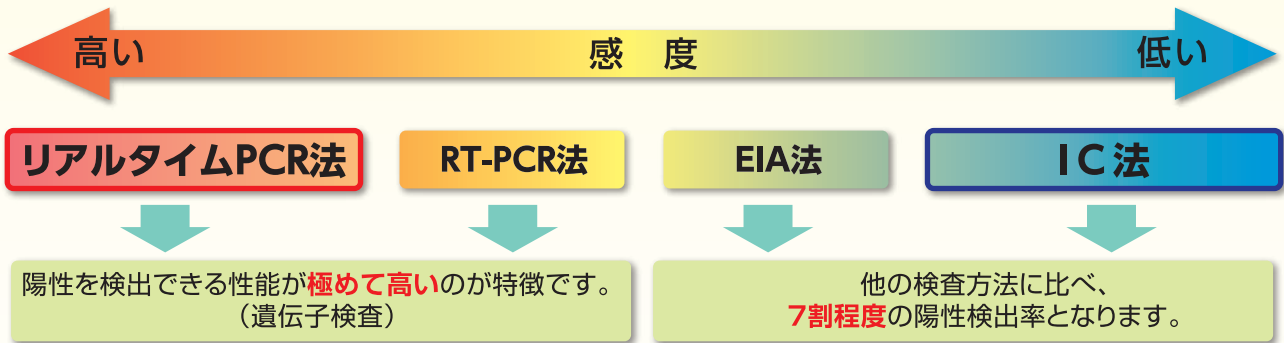 高い 感度 低い
リアルタイムPCR法 RT-PCR法 EIA法 IC法
陽性を検出できる性能が極めて高いのが特徴です。
（遺伝子検査）
他の検査方法に比べ、
7割程度の陽性検出率となります。